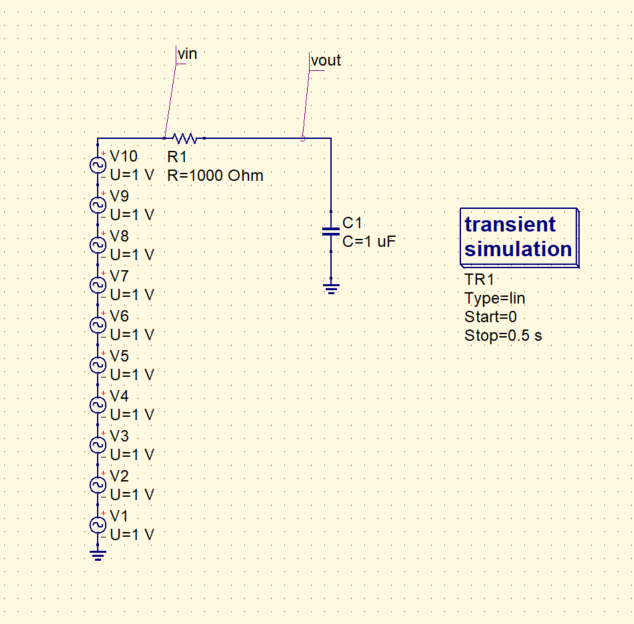 vin
vout
V10
U=1 V
R1
R=1000 Ohm
V9
U=1 V
V8
U=1 V
V7
U=1 V
V6
U=1 V
V5
U=1 V
V4
U=1 V
V3
U=1 V
V2
U=1 V
V1
U=1 V
C1
C=1 uF
transient
simulation
TR1
Type=lin
Start=0
Stop=0.5 s